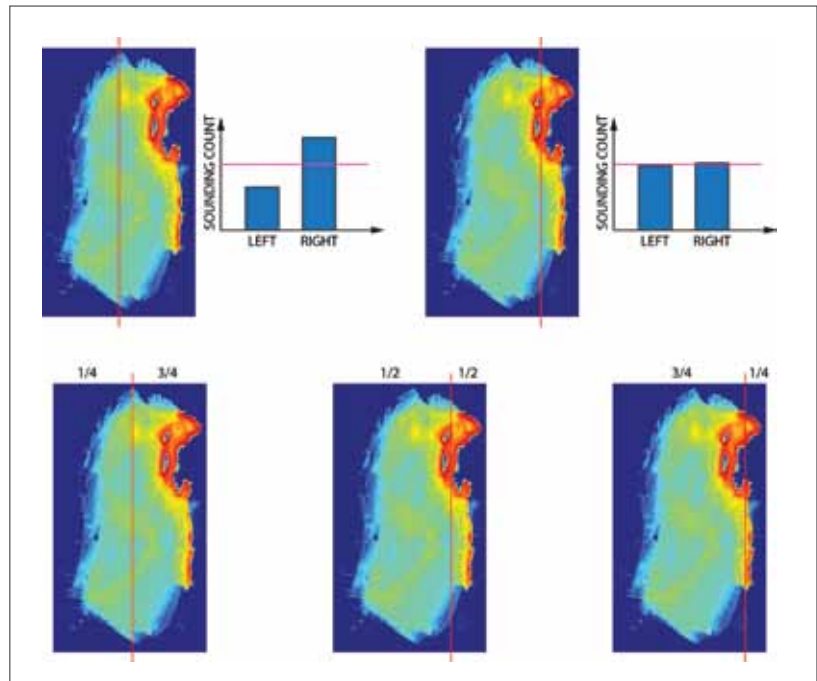 SOUNDING COUNT
LEFT RIGHT
SOUNDING COUNT
LEFT RIGHT
1/4 3/4
1/2 1/2
3/4 1/4